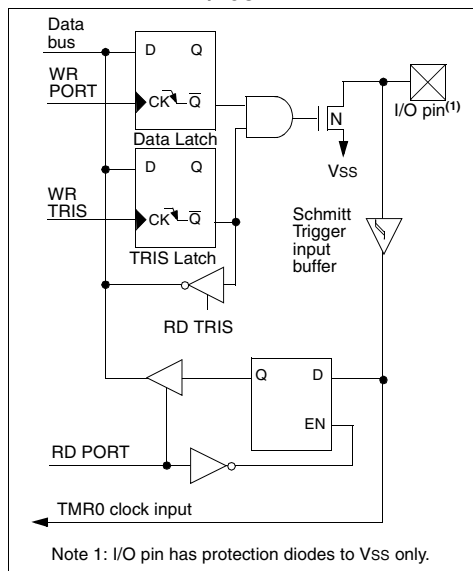 Data
bus
D Q
WR
PORT
CK Q
Data Latch
N
I/O pin(1)
VSS
D Q
WR
TRIS
CK Q
TRIS Latch
Schmitt
Trigger
input
buffer
RD TRIS
Q D
EN
RD PORT
TMR0 clock input
Note 1: I/O pin has protection diodes to VSS only.